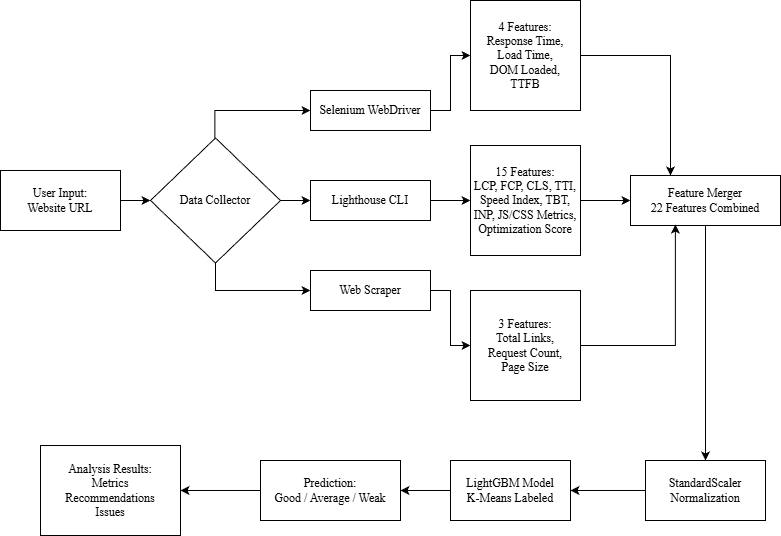 4 Features:
Response Time,
Load Time,
DOM Loaded,
TTFB
Selenium WebDriver
User Input:
Website URL
Data Collector
Lighthouse CLI
15 Features:
LCP, FCP, CLS, TTI,
Speed Index, TBT,
INP, JS/CSS Metrics,
Optimization Score
Feature Merger
22 Features Combined
Web Scraper
3 Features:
Total Links,
Request Count,
Page Size
StandardScaler
Normalization
LightGBM Model
K-Means Labeled
Prediction:
Good / Average / Weak
Analysis Results:
Metrics
Recommendations
Issues